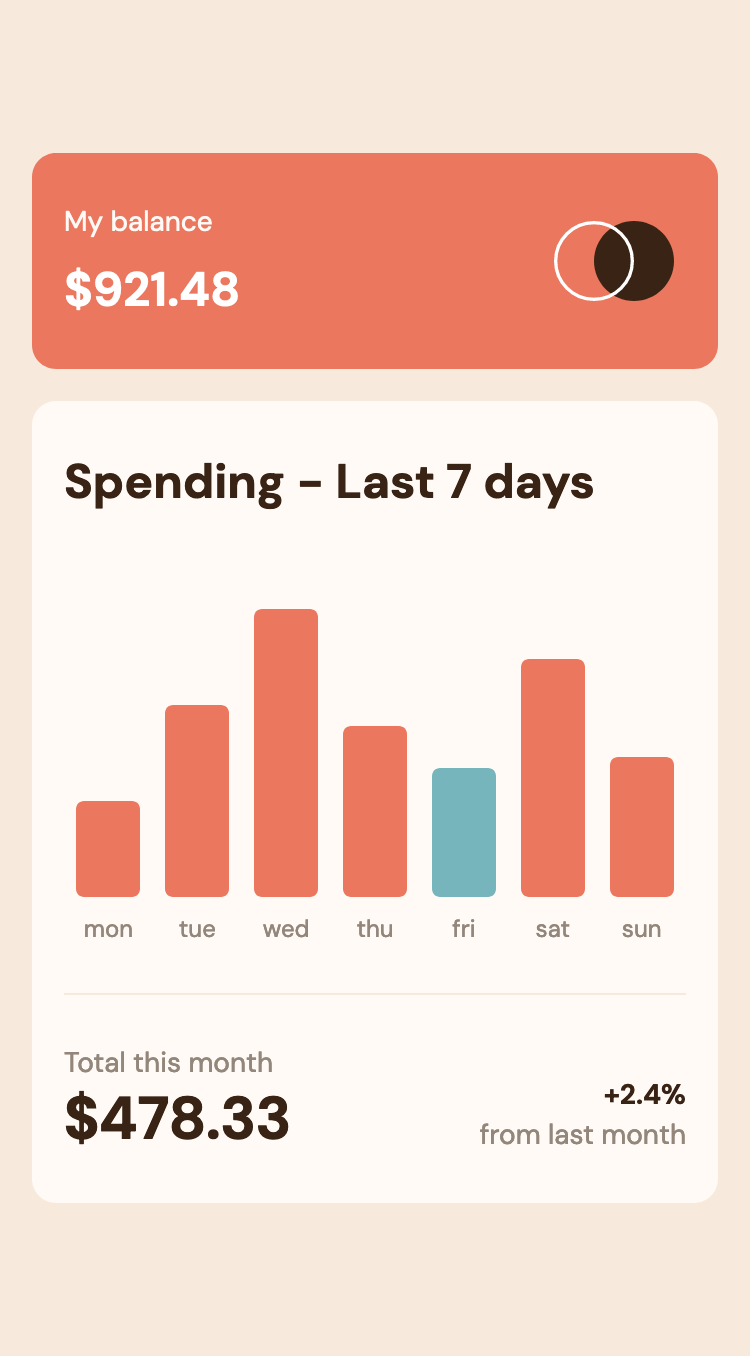 My balance
$921.48
Spending - Last 7 days
mon tue wed thu fri sat sun
Total this month
$478.33
+2.4%
from last month